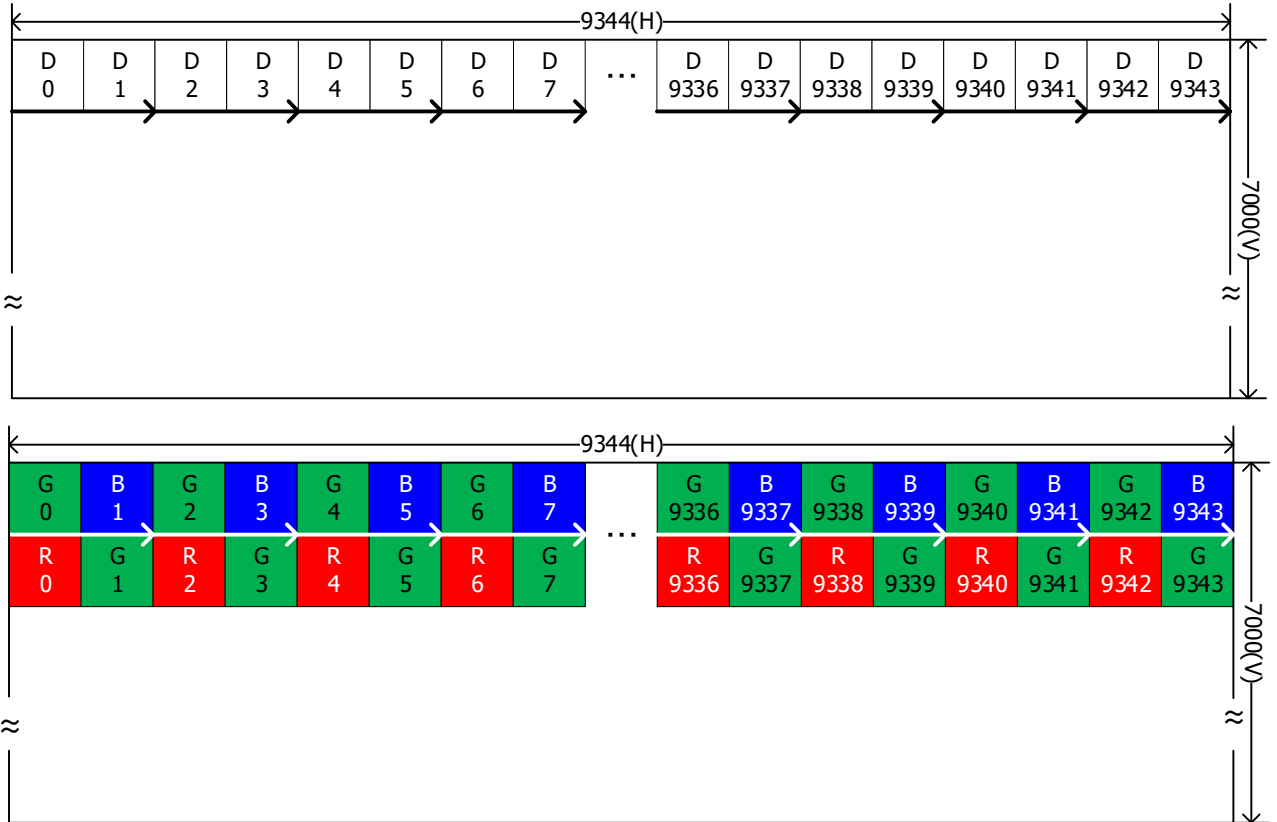 9344(H)
D D D D D D D D ... D D D D D D D D
0 1 2 3 4 5 6 7 9336 9337 9338 9339 9340 9341 9342 9343
7000(V)
≈ ≈
9344(H)
G B G B G B G B ... G B G B G B G B
0 1 2 3 4 5 6 7 9336 9337 9338 9339 9340 9341 9342 9343
R G R G R G R G R G R G R G R G
0 1 2 3 4 5 6 7 9336 9337 9338 9339 9340 9341 9342 9343
7000(V)
≈ ≈